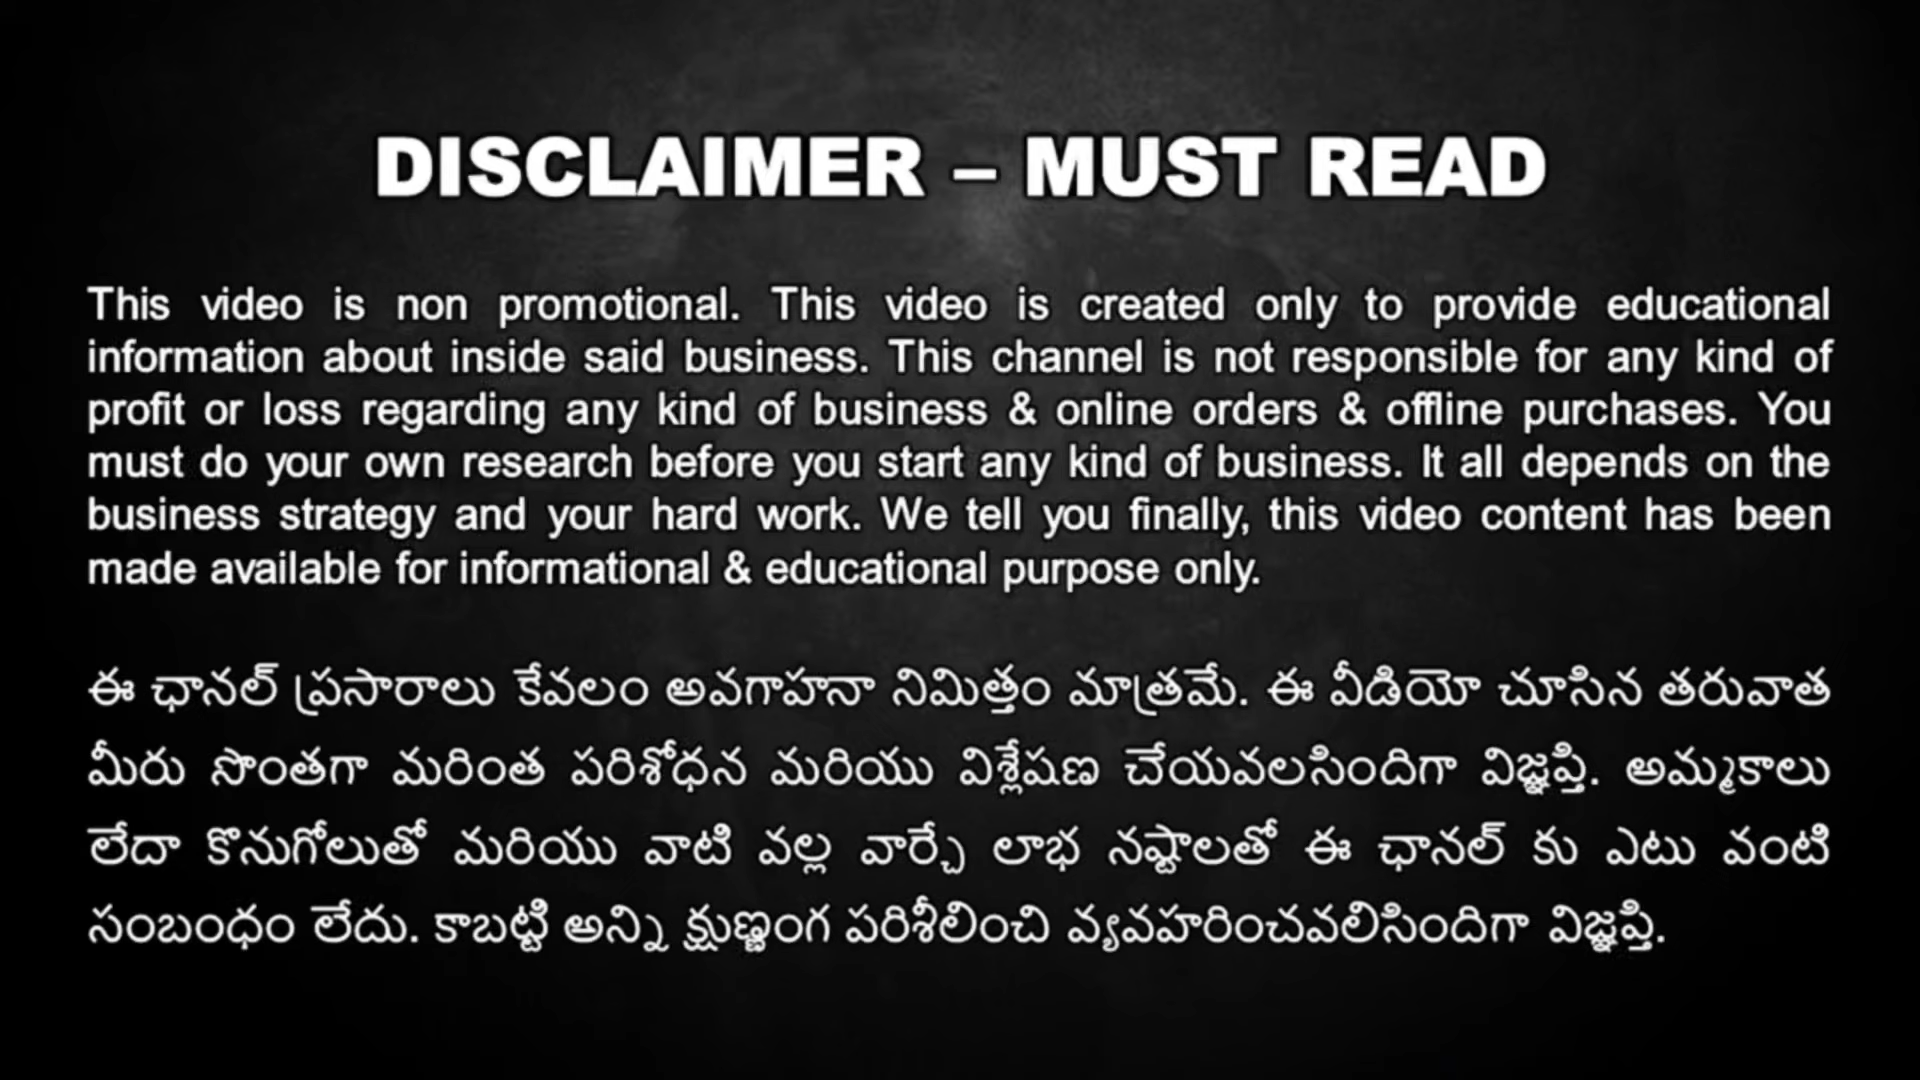 DISCLAIMER – MUST READ
This video is non promotional. This video is created only to provide educational
information about inside said business. This channel is not responsible for any kind of
profit or loss regarding any kind of business & online orders & offline purchases. You
must do your own research before you start any kind of business. It all depends on the
business strategy and your hard work. We tell you finally, this video content has been
made available for informational & educational purpose only.
ఈ ఛానల్ ప్రసారాలు కేవలం అవగాహనా నిమిత్తం మాత్రమే. ఈ వీడియో చూసిన తరువాత
మీరు సొంతగా మరింత పరిశోధన మరియు విశ్లేషణ చేయవలసిందిగా విజ్ఞప్తి. అమ్మకాలు
లేదా కొనుగోలుతో మరియు వాటి వల్ల వార్చే లాభ నష్టాలతో ఈ ఛానల్ కు ఎటు వంటి
సంబంధం లేదు. కాబట్టి అన్ని క్షుణ్ణంగ పరిశీలించి వ్యవహరించవలిసిందిగా విజ్ఞప్తి.